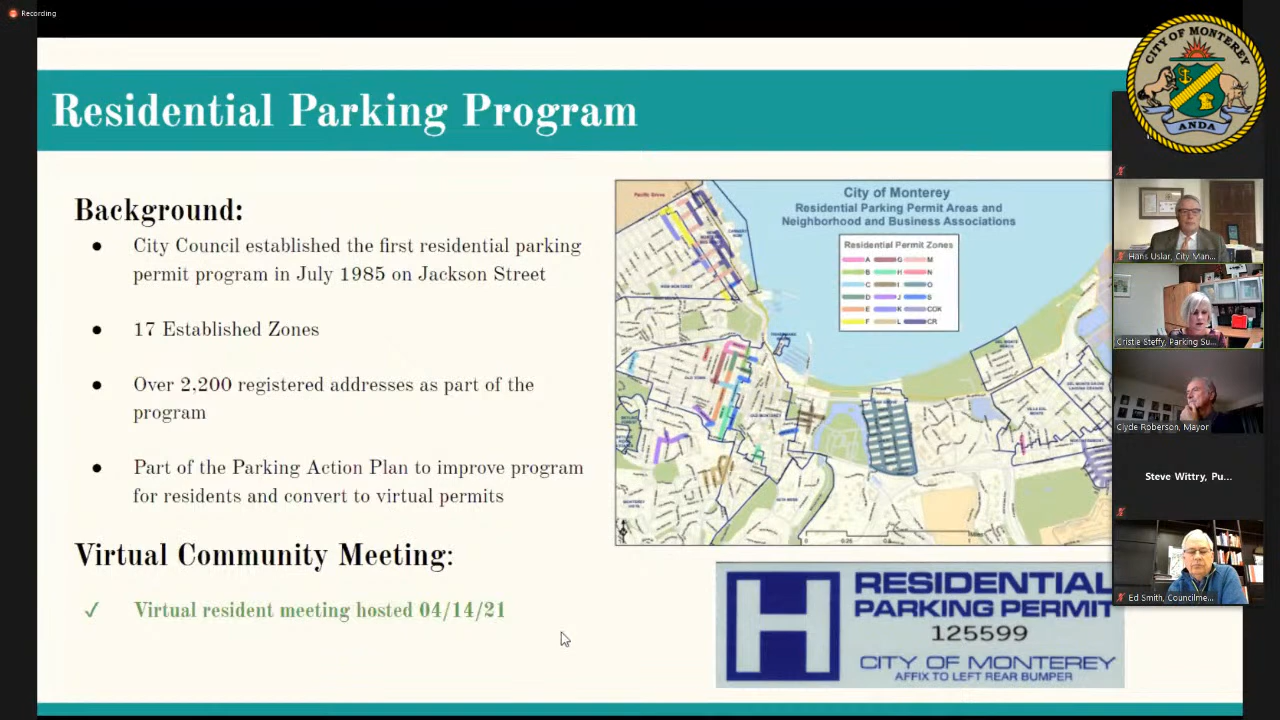 Recording
CITY OF MONTEREY
ANDA
Residential Parking Program
Background:
● City Council established the first residential parking
permit program in July 1985 on Jackson Street
● 17 Established Zones
● Over 2,200 registered addresses as part of the
program
● Part of the Parking Action Plan to improve program
for residents and convert to virtual permits
Virtual Community Meeting:
✓ Virtual resident meeting hosted 04/14/21
City of Monterey
Residential Parking Permit Areas and
Neighborhood and Business Associations
Residential Permit Zones
A G M
B H N
C I O
D J S
E K COK
F L CR
Pacific Grove
H
RESIDENTIAL
PARKING PERMIT
125599
CITY OF MONTEREY
AFFIX TO LEFT REAR BUMPER
Hans Uslar, City Man...
Cristie Steffy, Parking Su...
Clyde Roberson, Mayor
Steve Wittry, Pu...
Ed Smith, Councilme...